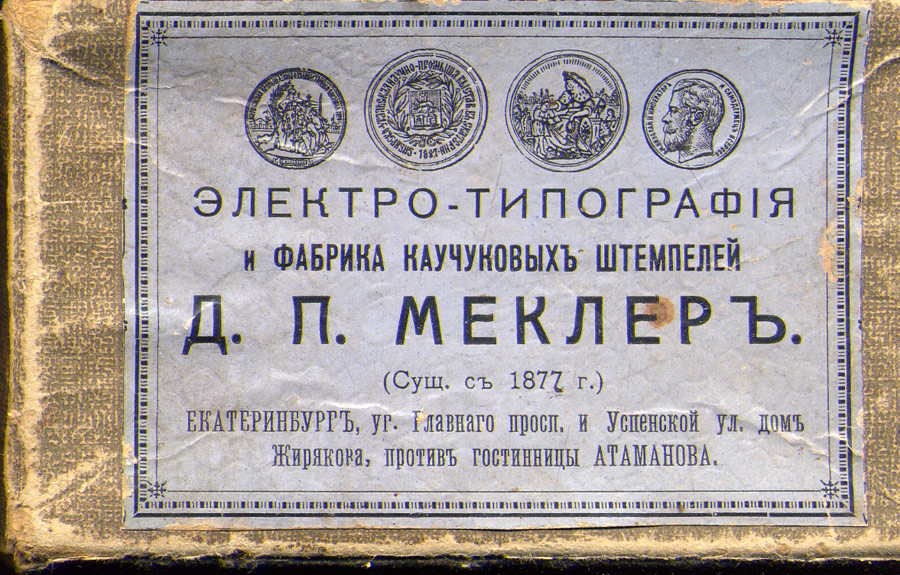 ЭЛЕКТРО-ТИПОГРАФІЯ
и ФАБРИКА КАУЧУКОВЫХЪ ШТЕМПЕЛЕЙ
Д. П. МЕКЛЕРЪ.
(Сущ. съ 1877 г.)
ЕКАТЕРИНБУРГЪ, уг. Главнаго просп. и Успенской ул. домъ
Жирякова, противъ гостинницы АТАМАНОВА.